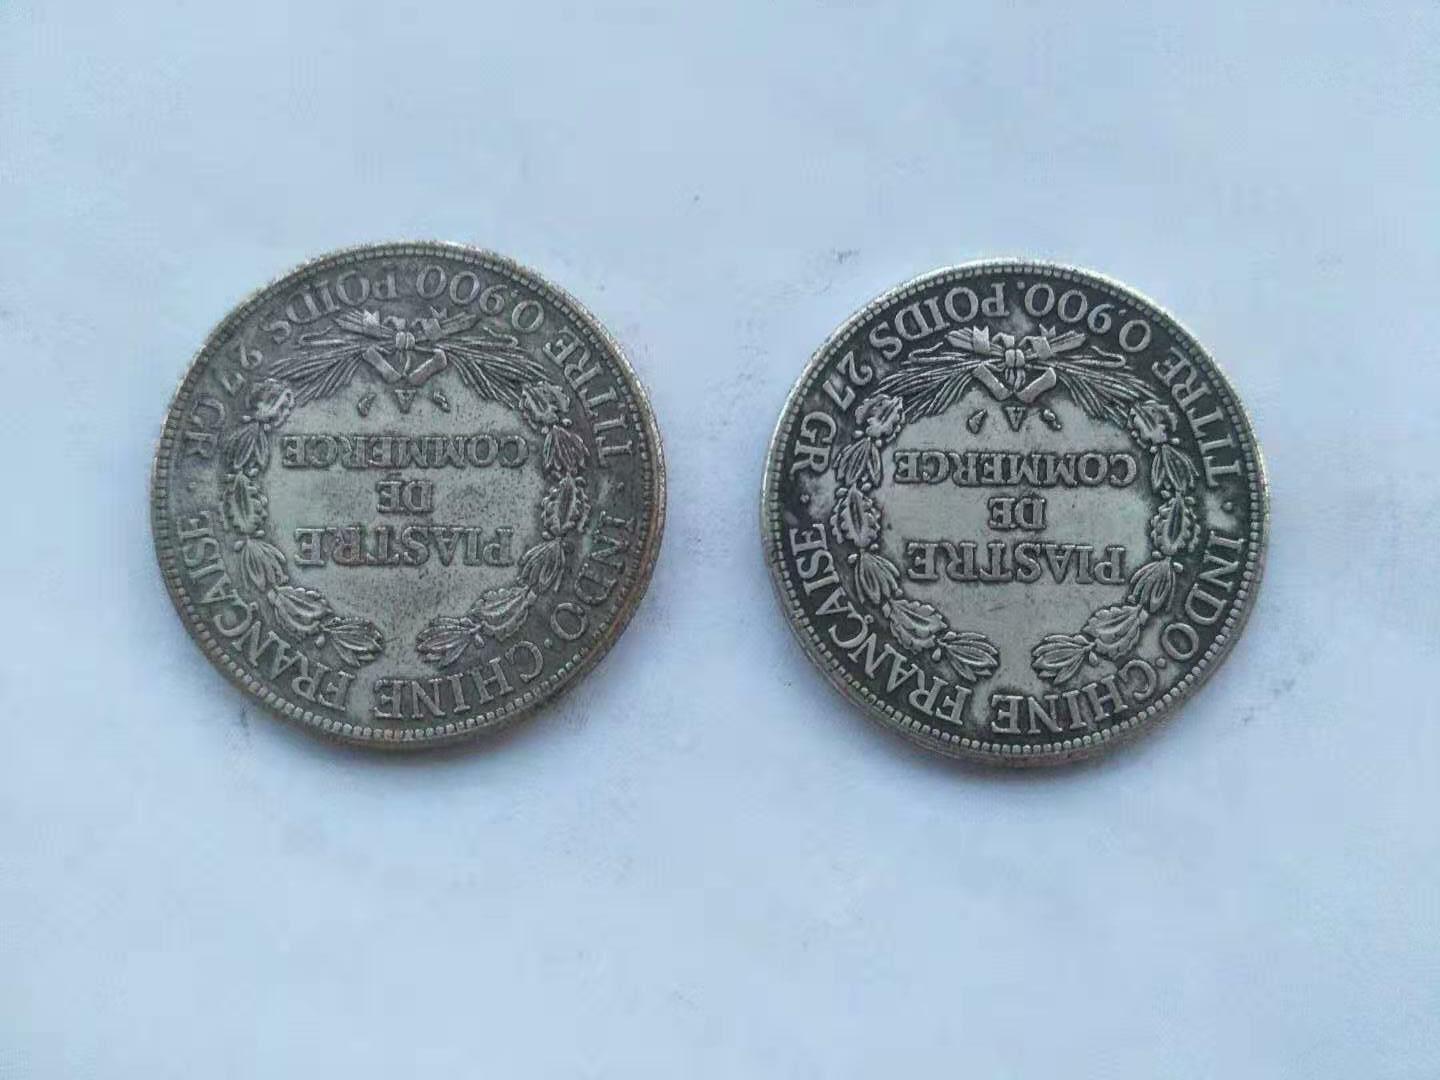 INDO·CHINE FRANÇAISE
PIASTRE
DE
COMMERCE
A
TITRE 0,900. POIDS 27 GR.
INDO·CHINE FRANÇAISE
PIASTRE
DE
COMMERCE
A
TITRE 0,900. POIDS 27 GR.